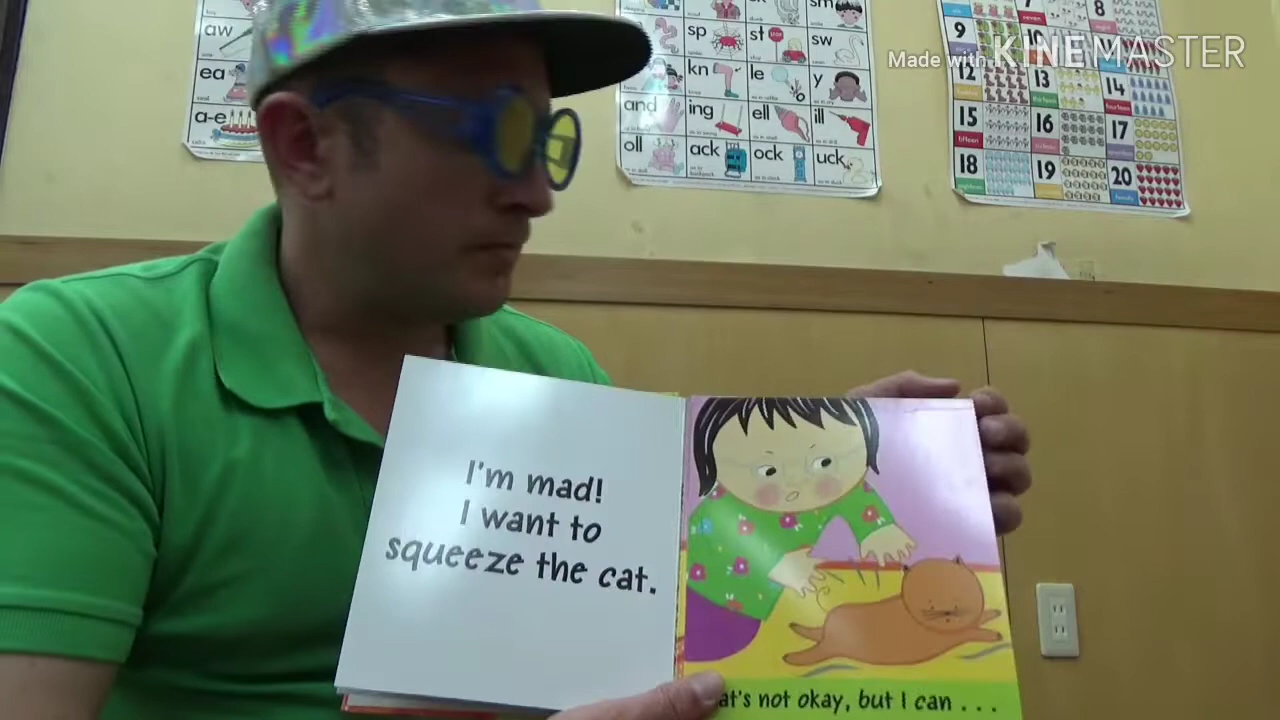 aw
ea
a-e
sm
sp st sw
kn le y
and ing ell ill
oll ack ock uck
7 8
9 10
12 13 14
15 16 17
18 19 20
Made with KINEMASTER
I'm mad!
I want to
squeeze the cat.
at's not okay, but I can . . .